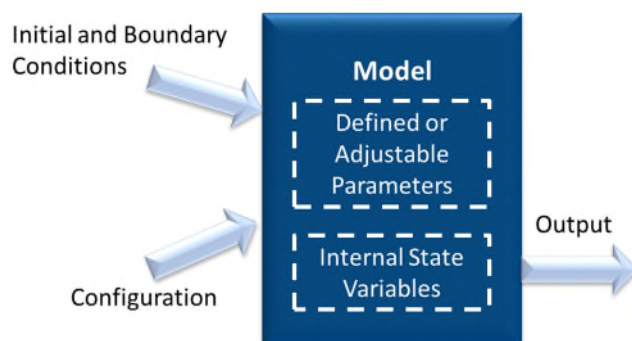 Initial and Boundary
Conditions
Model
Defined or
Adjustable
Parameters
Internal State
Variables
Configuration
Output